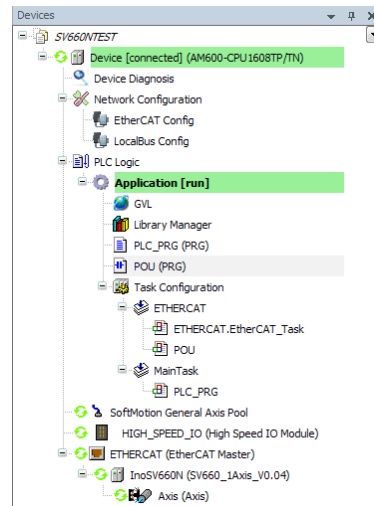 Devices
SV660NTEST
Device [connected] (AM600-CPU1608TP/TN)
Device Diagnosis
Network Configuration
EtherCAT Config
LocalBus Config
PLC Logic
Application [run]
GVL
Library Manager
PLC_PRG (PRG)
POU (PRG)
Task Configuration
ETHERCAT
ETHERCAT.EtherCAT_Task
POU
MainTask
PLC_PRG
SoftMotion General Axis Pool
HIGH_SPEED_IO (High Speed IO Module)
ETHERCAT (EtherCAT Master)
InoSV660N (SV660_1Axis_V0.04)
Axis (Axis)